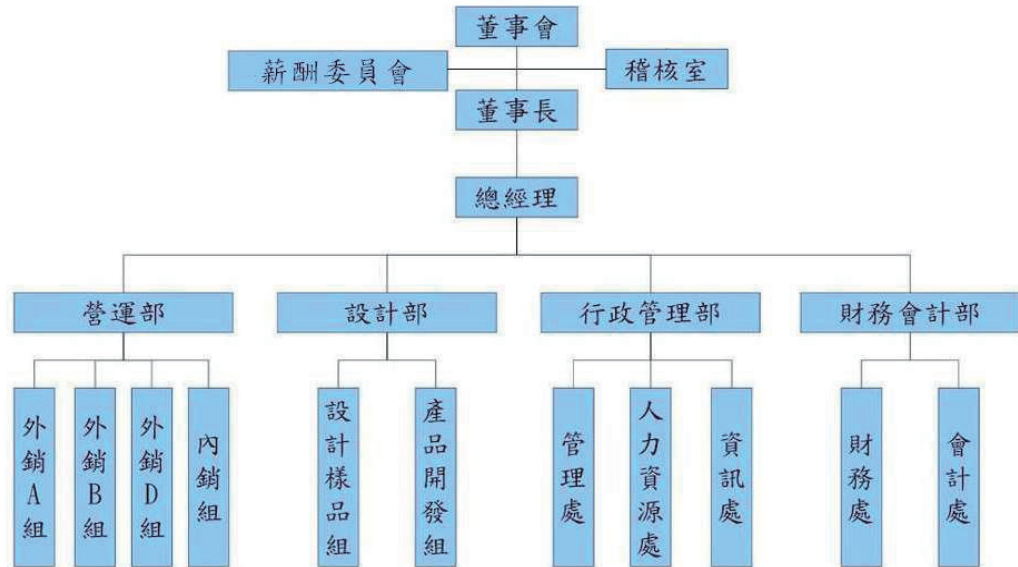 董事會
薪酬委員會
稽核室
董事長
總經理
營運部
設計部
行政管理部
財務會計部
外銷A組
外銷B組
外銷D組
內銷組
設計樣品組
產品開發組
管理處
人力資源處
資訊處
財務處
會計處